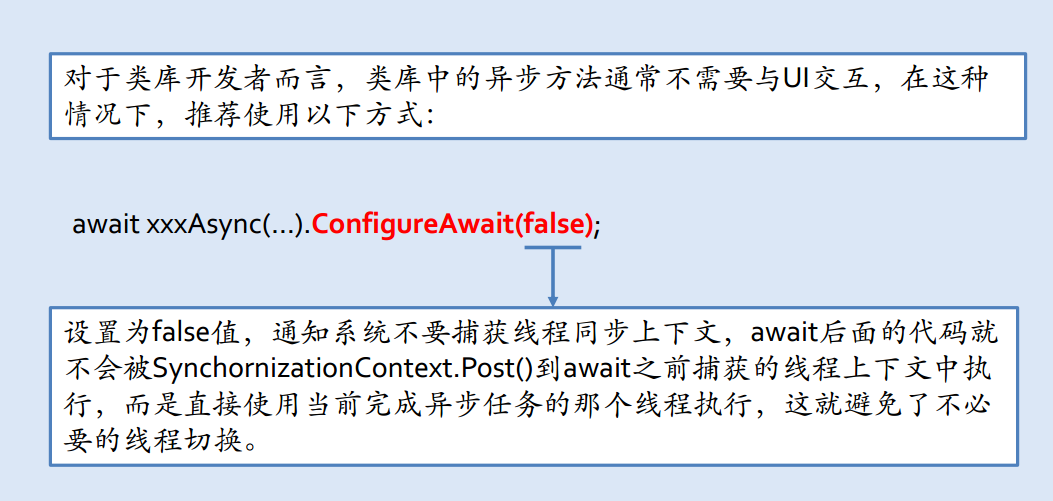 对于类库开发者而言，类库中的异步方法通常不需要与UI交互，在这种
情况下，推荐使用以下方式：
await xxxAsync(…).ConfigureAwait(false);
设置为false值，通知系统不要捕获线程同步上下文，await后面的代码就
不会被SynchornizationContext.Post()到await之前捕获的线程上下文中执
行，而是直接使用当前完成异步任务的那个线程执行，这就避免了不必
要的线程切换。